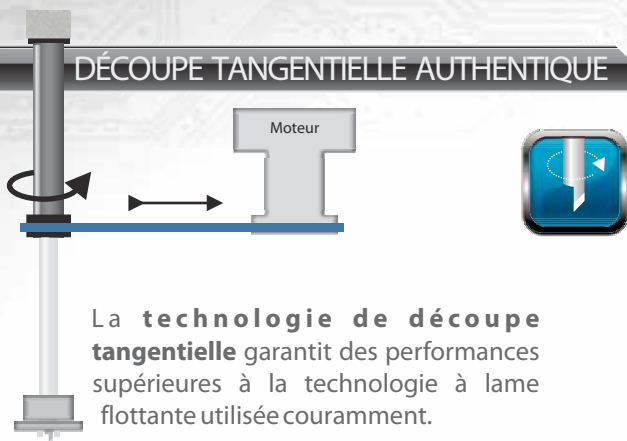 DÉCOUPE TANGENTIELLE AUTHENTIQUE
Moteur
La technologie de découpe
tangentielle garantit des performances
supérieures à la technologie à lame
flottante utilisée couramment.